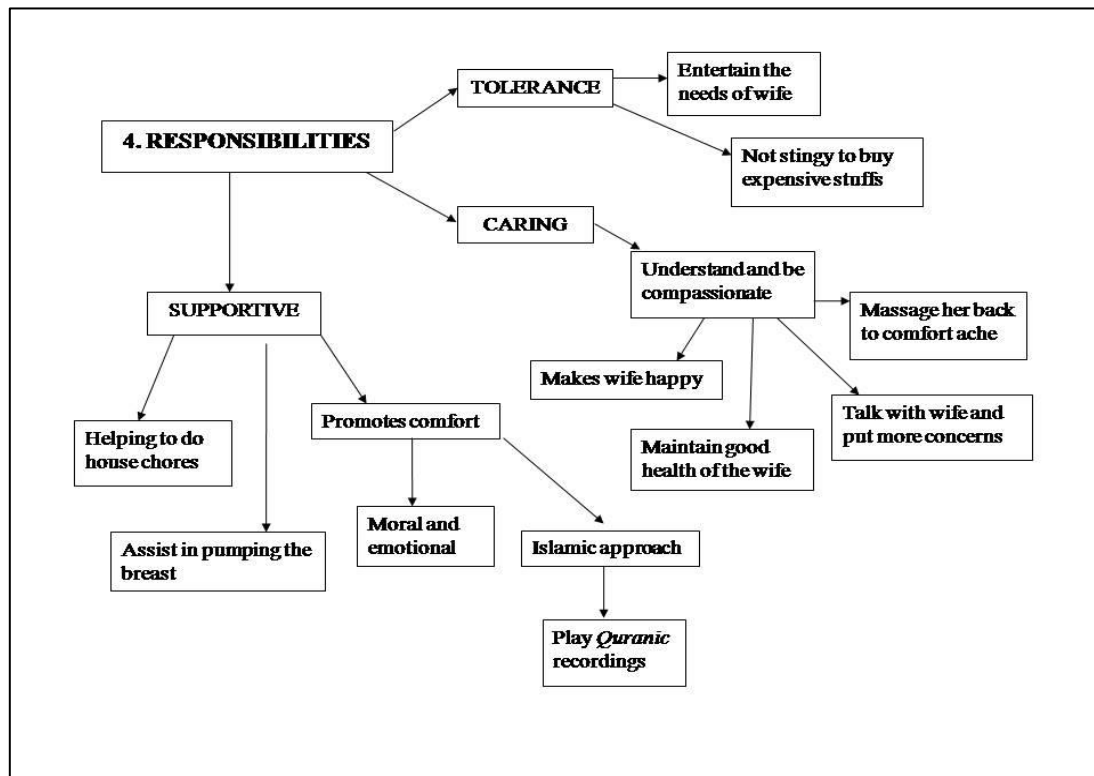 4. RESPONSIBILITIES
TOLERANCE
Entertain the
needs of wife
Not stingy to buy
expensive stuffs
CARING
Understand and be
compassionate
Massage her back
to comfort ache
Makes wife happy
Maintain good
health of the wife
Talk with wife and
put more concerns
SUPPORTIVE
Helping to do
house chores
Assist in pumping the
breast
Promotes comfort
Moral and
emotional
Islamic approach
Play Quranic
recordings